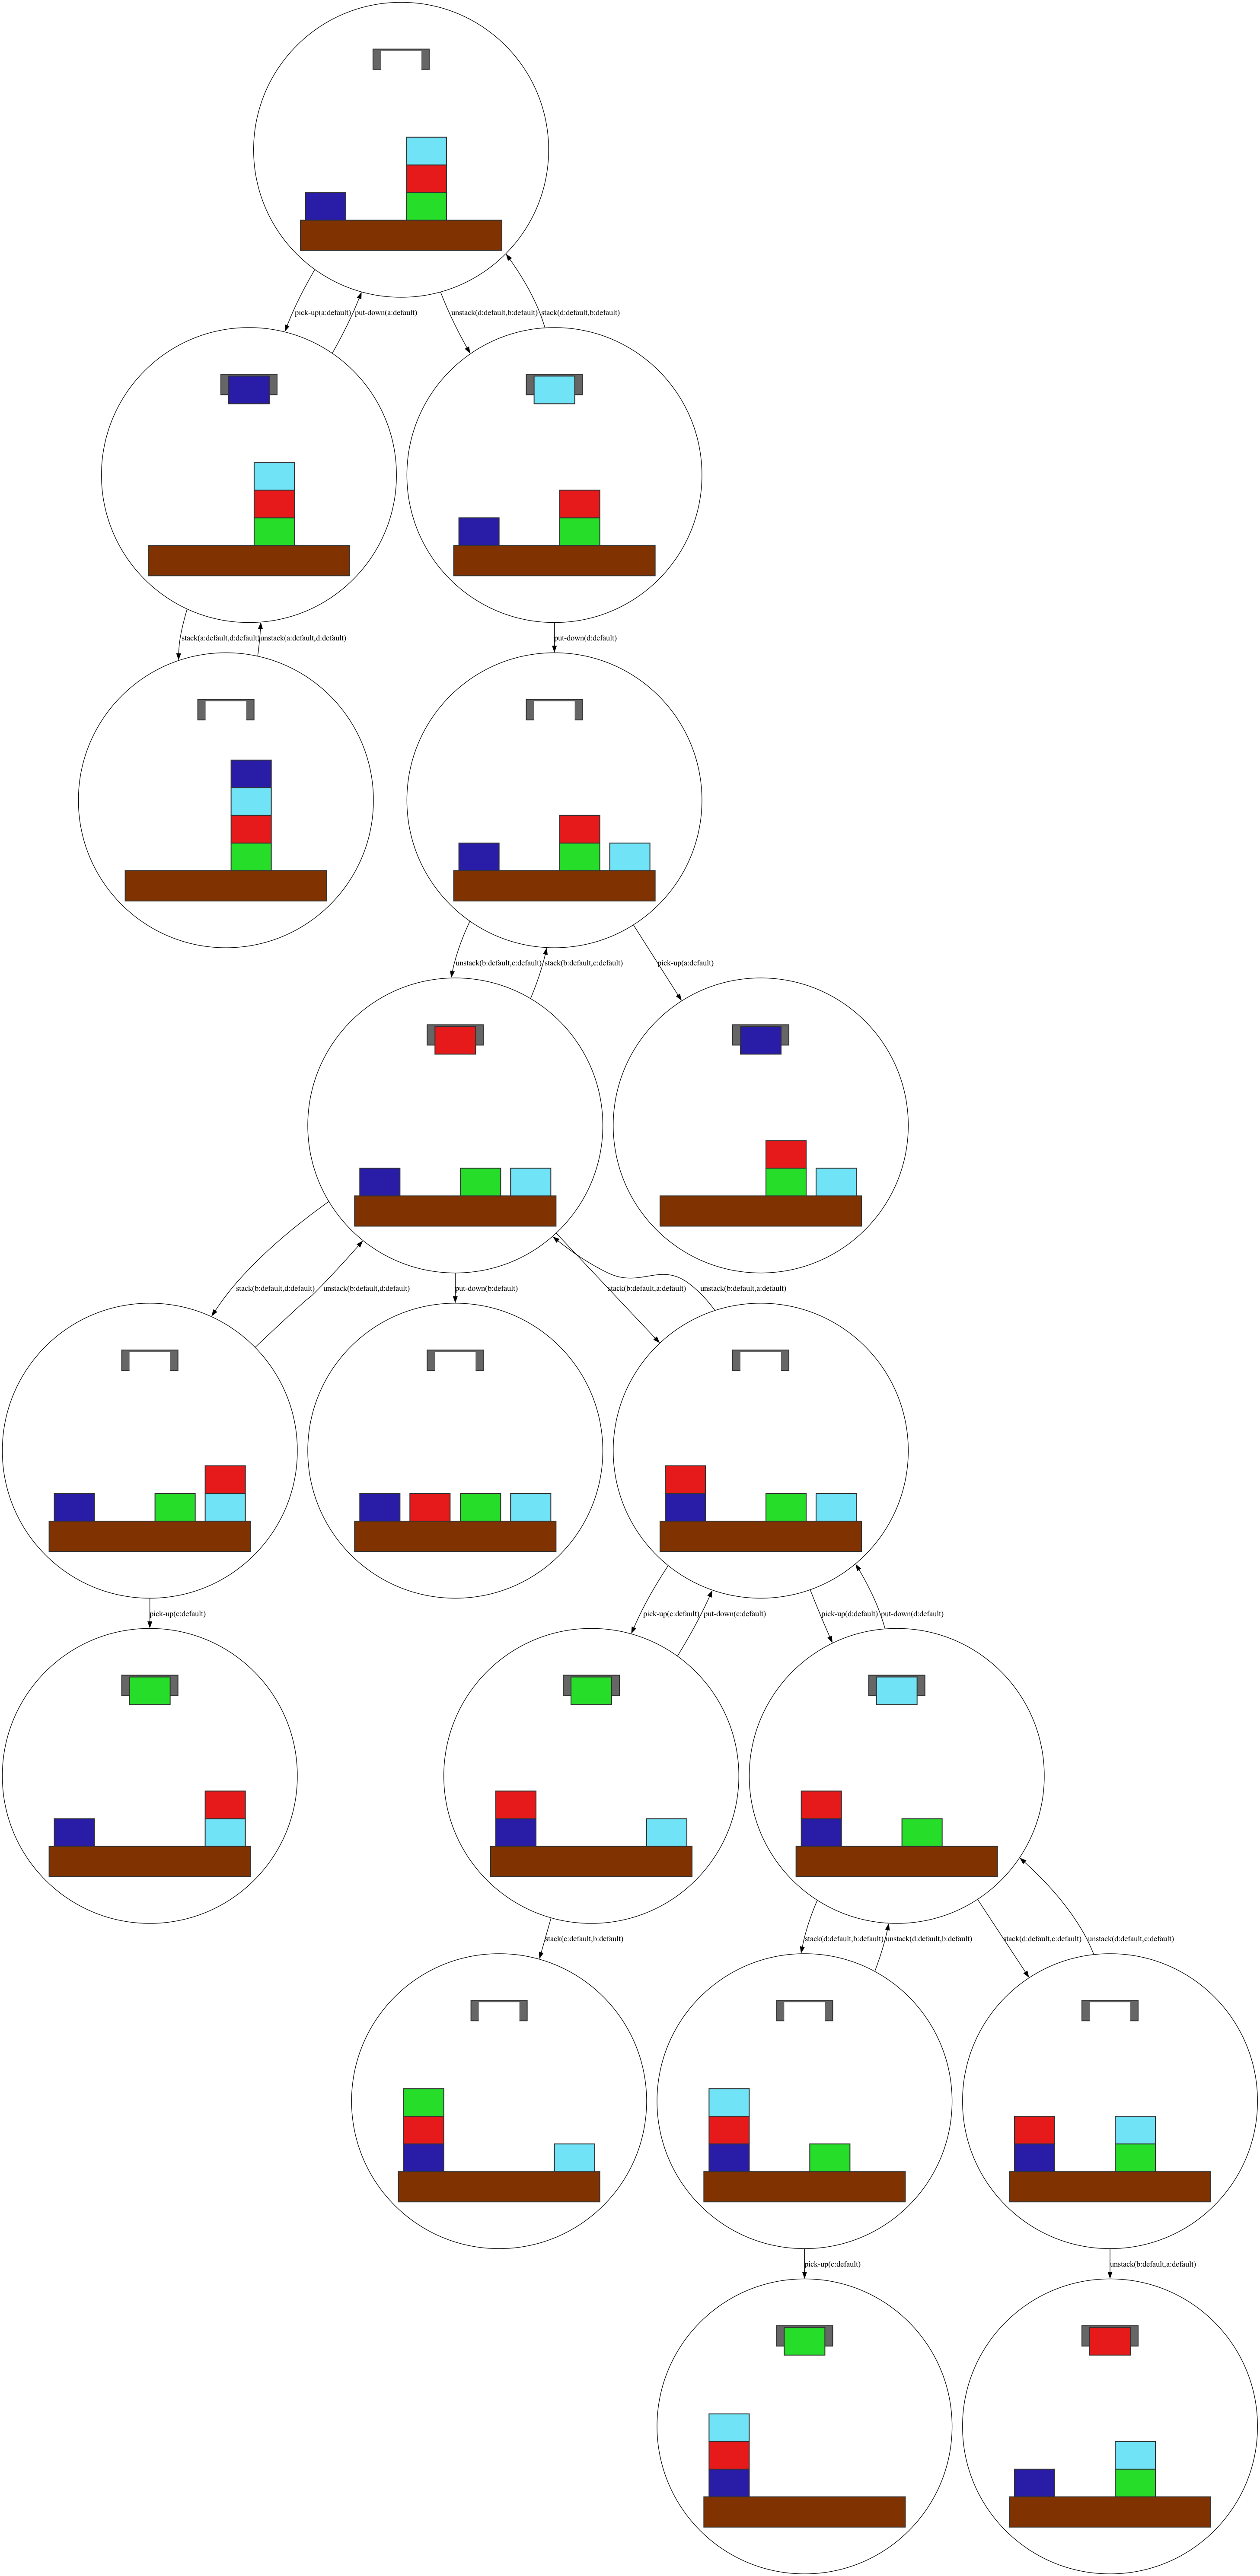 pick-up(a:default)
put-down(a:default)
unstack(d:default,b:default)
stack(d:default,b:default)
stack(a:default,d:default)
unstack(a:default,d:default)
put-down(d:default)
unstack(b:default,c:default)
stack(b:default,c:default)
pick-up(a:default)
stack(b:default,d:default)
unstack(b:default,d:default)
put-down(b:default)
stack(b:default,a:default)
unstack(b:default,a:default)
pick-up(c:default)
pick-up(c:default)
put-down(c:default)
pick-up(d:default)
put-down(d:default)
stack(c:default,b:default)
stack(d:default,b:default)
unstack(d:default,b:default)
stack(d:default,c:default)
unstack(d:default,c:default)
pick-up(c:default)
unstack(b:default,a:default)